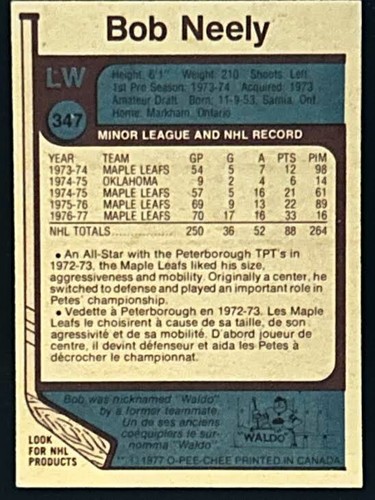 Bob Neely
LW
347
Height: 6'1" Weight: 210 Shoots: Left
1st Pre Season: 1973-74 Acquired: 1973
Amateur Draft. Born: 11-9-53, Sarnia, Ont.
Home: Markham, Ontario
MINOR LEAGUE AND NHL RECORD
YEAR TEAM GP G A PTS PIM
1973-74 MAPLE LEAFS 54 5 7 12 98
1974-75 OKLAHOMA 9 2 4 6 14
1974-75 MAPLE LEAFS 57 5 16 21 61
1975-76 MAPLE LEAFS 69 9 13 22 89
1976-77 MAPLE LEAFS 70 17 16 33 16
NHL TOTALS 250 36 52 88 264
• An All-Star with the Peterborough TPT's in
1972-73, the Maple Leafs liked his size,
aggressiveness and mobility. Originally a center, he
switched to defense and played an important role in
Petes' championship.
• Vedette à Peterborough en 1972-73. Les Maple
Leafs le choisirent à cause de sa taille, de son
agressivité et de sa mobilité. D'abord joueur de
centre, il devint défenseur et aida les Petes à
décrocher le championnat.
Bob was nicknamed "Waldo"
by a former teammate.
Un de ses anciens
coéquipiers le sur-
nomma "Waldo"
"WALDO"
LOOK
FOR NHL
PRODUCTS
** © 1977 O-PEE-CHEE PRINTED IN CANADA